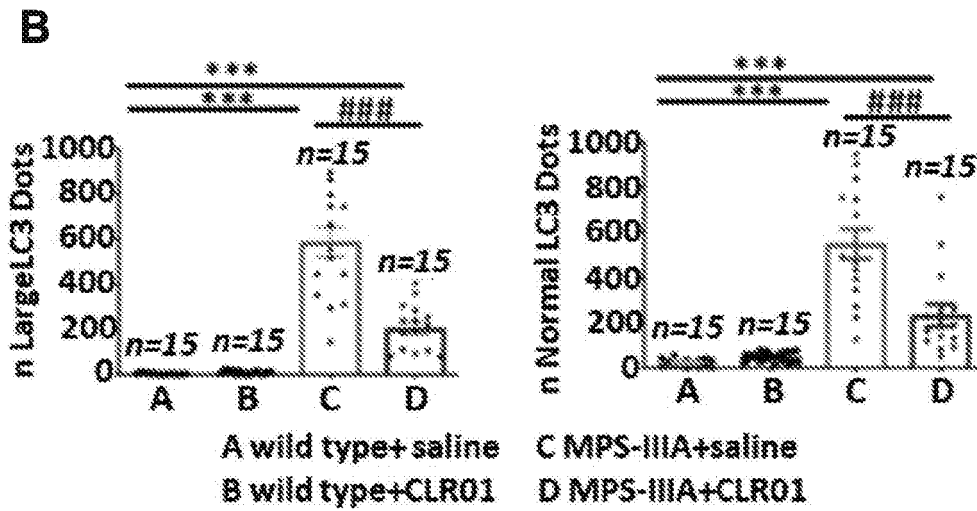 B
***
***
###
n=15
n=15
n=15
n=15
n LargeLC3 Dots
1000
800
600
400
200
0
A B C D
***
***
###
n=15
n=15
n=15
n=15
n Normal LC3 Dots
1000
800
600
400
200
0
A B C D
A wild type+ saline C MPS-IIIA+saline
B wild type+CLR01 D MPS-IIIA+CLR01